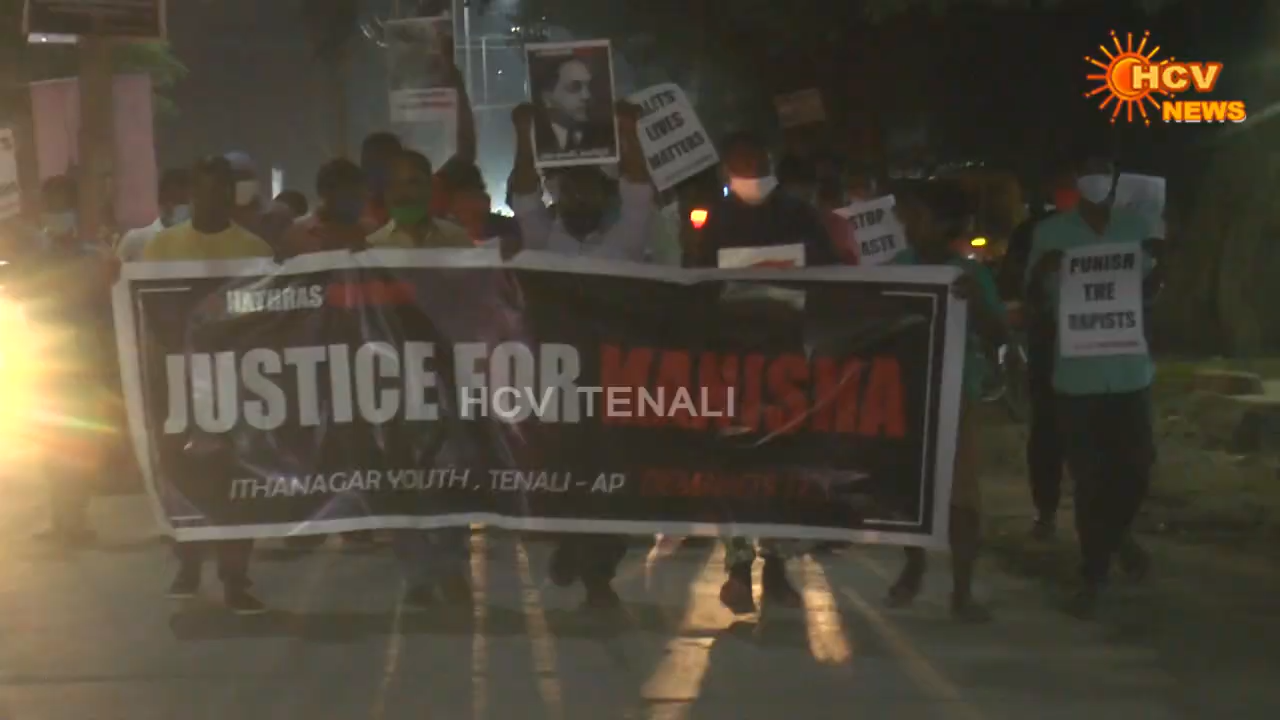 HCV
NEWS
LIVES
MATTERS
STOP
PUNISH
THE
RAPISTS
HATHRAS
JUSTICE FOR MANISHA
HCV TENALI
ITHANAGAR YOUTH, TENALI - AP